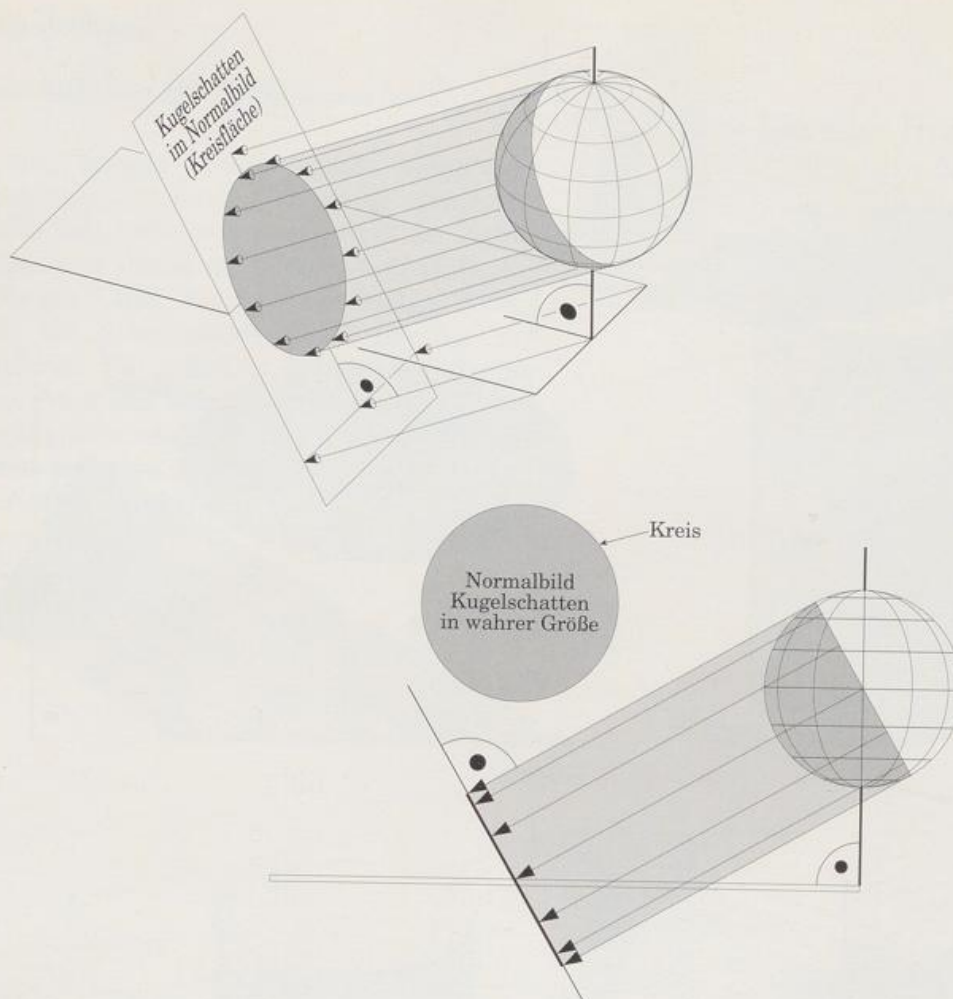 Kugelschatten
im Normalbild
(Kreisfläche)
Kreis
Normalbild
Kugelschatten
in wahrer Größe